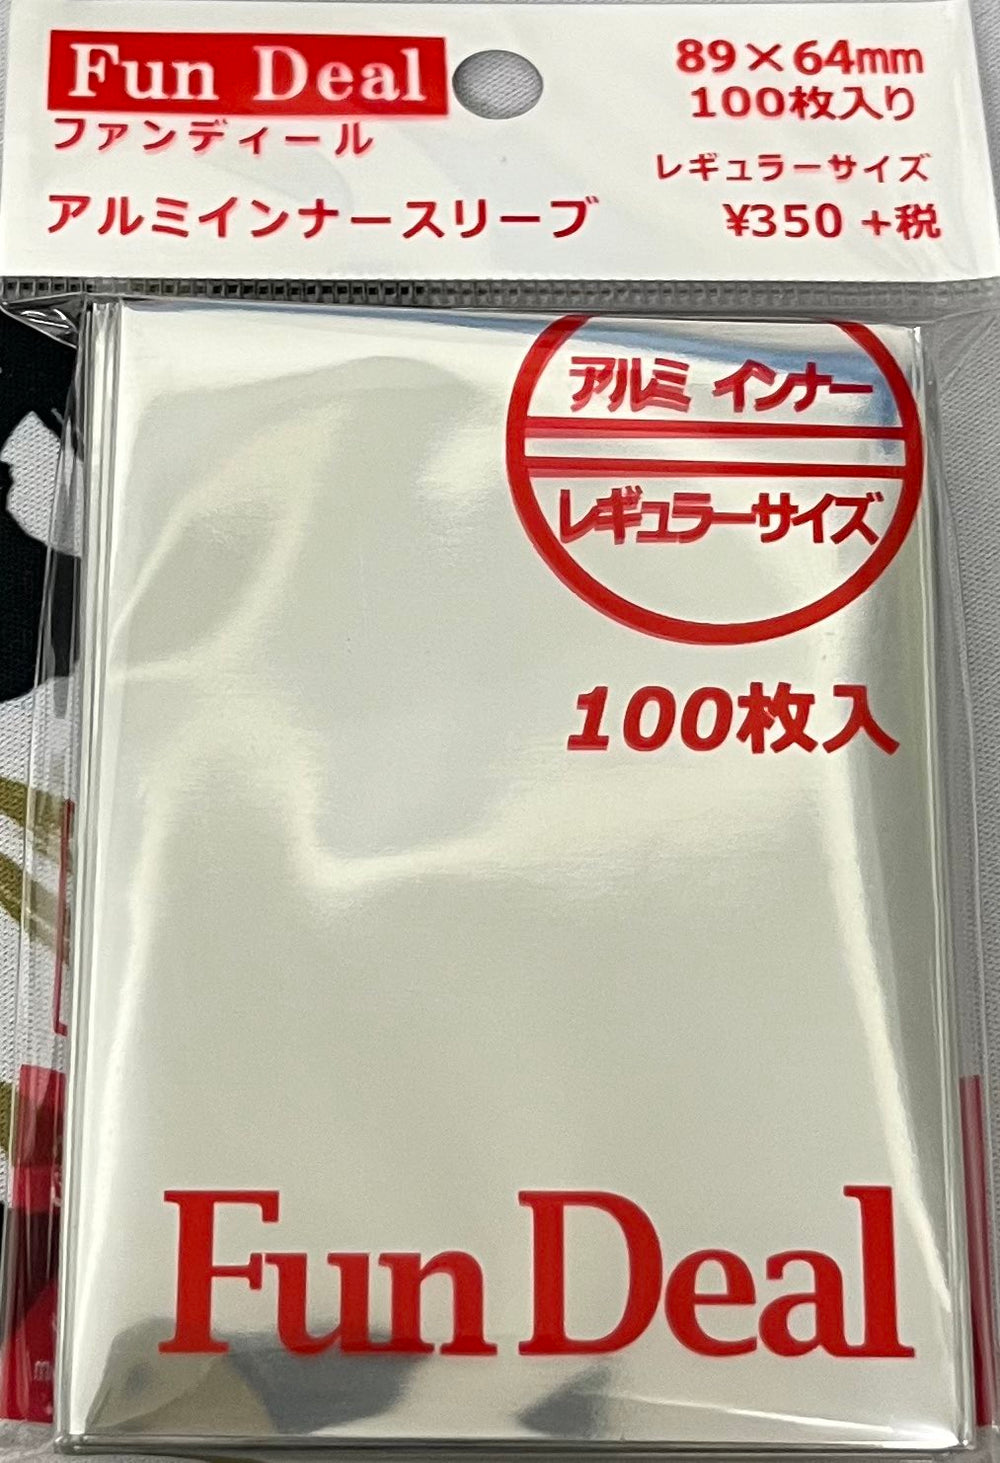 Fun Deal
ファンディール
アルミインナースリーブ
89×64mm
100枚入り
レギュラーサイズ
¥350 +税
アルミ インナー
レギュラーサイズ
100枚入
Fun Deal